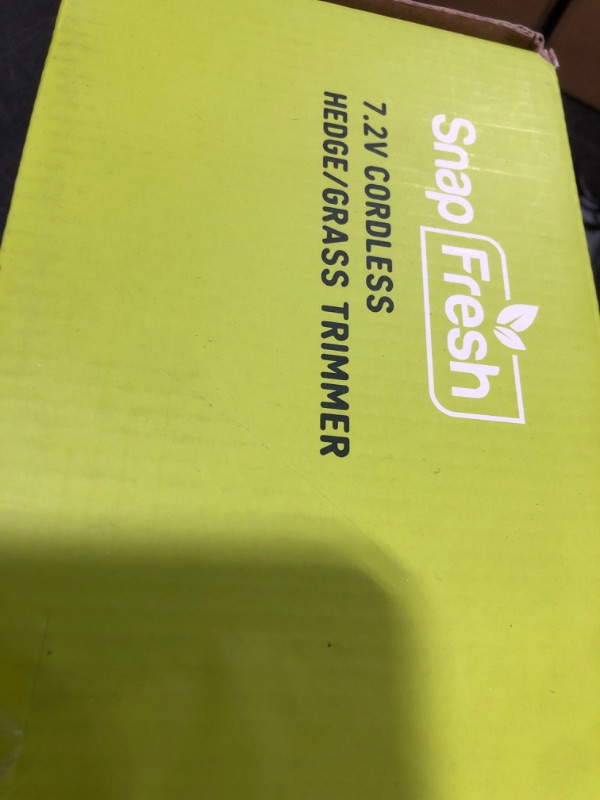 Snap Fresh
7.2V CORDLESS
HEDGE/GRASS TRIMMER